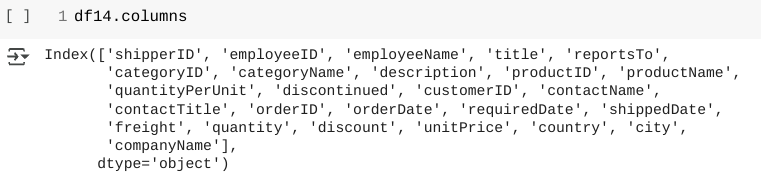 [ ] 1 df14.columns
Index(['shipperID', 'employeeID', 'employeeName', 'title', 'reportsTo',
'categoryID', 'categoryName', 'description', 'productID', 'productName',
'quantityPerUnit', 'discontinued', 'customerID', 'contactName',
'contactTitle', 'orderID', 'orderDate', 'requiredDate', 'shippedDate',
'freight', 'quantity', 'discount', 'unitPrice', 'country', 'city',
'companyName'],
dtype='object')